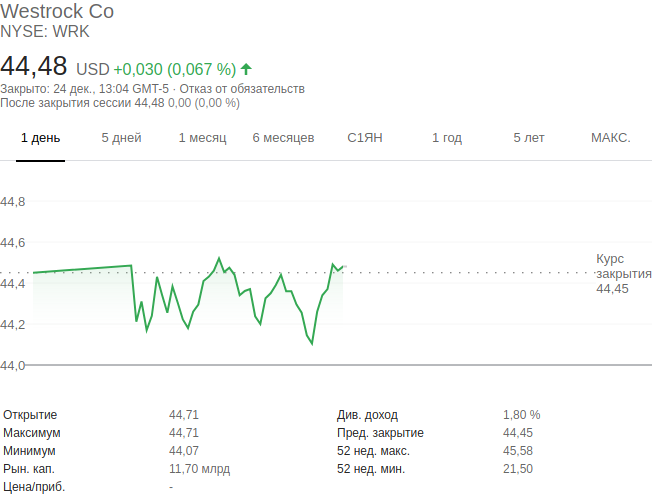 Westrock Co
NYSE: WRK
44,48 USD +0,030 (0,067 %)
Закрыто: 24 дек., 13:04 GMT-5 · Отказ от обязательств
После закрытия сессии 44,48 0,00 (0,00 %)
1 день 5 дней 1 месяц 6 месяцев С1ЯН 1 год 5 лет МАКС.
44,8
44,6
Курс
закрытия
44,45
44,4
44,2
44,0
Открытие 44,71 Див. доход 1,80 %
Максимум 44,71 Пред. закрытие 44,45
Минимум 44,07 52 нед. макс. 45,58
Рын. кап. 11,70 млрд 52 нед. мин. 21,50
Цена/приб. -